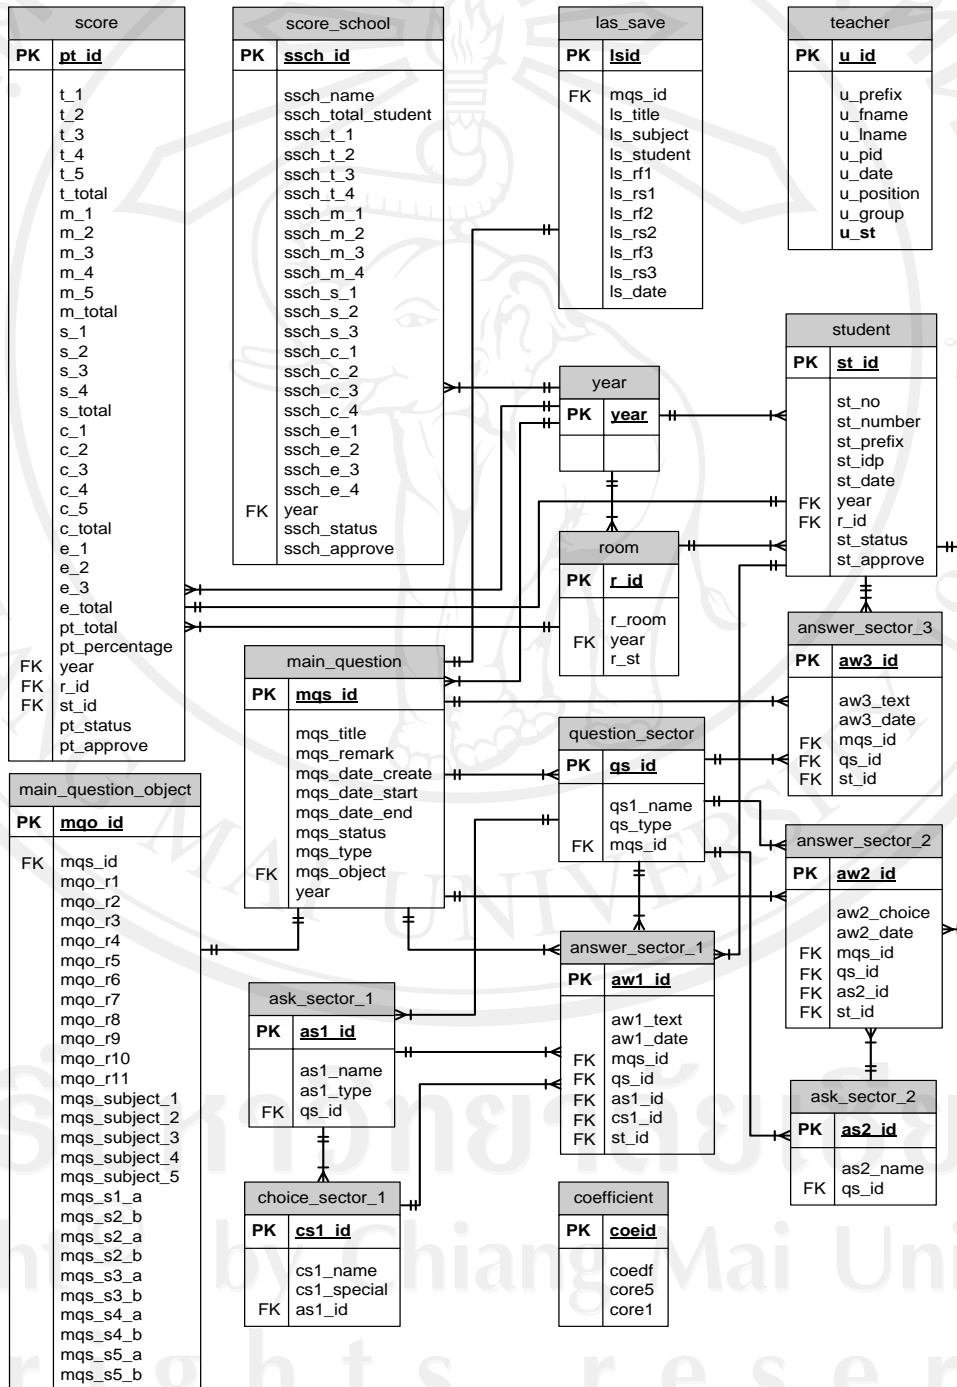 score
PK pt_id
t_1
t_2
t_3
t_4
t_5
t_total
m_1
m_2
m_3
m_4
m_5
m_total
s_1
s_2
s_3
s_4
s_total
c_1
c_2
c_3
c_4
c_5
c_total
e_1
e_2
e_3
e_total
pt_total
pt_percentage
FK year
FK r_id
FK st_id
pt_status
pt_approve
score_school
PK ssch_id
ssch_name
ssch_total_student
ssch_t_1
ssch_t_2
ssch_t_3
ssch_t_4
ssch_m_1
ssch_m_2
ssch_m_3
ssch_m_4
ssch_s_1
ssch_s_2
ssch_s_3
ssch_c_1
ssch_c_2
ssch_c_3
ssch_c_4
ssch_e_1
ssch_e_2
ssch_e_3
ssch_e_4
FK year
ssch_status
ssch_approve
las_save
PK lsid
FK mqs_id
ls_title
ls_subject
ls_student
ls_rf1
ls_rs1
ls_rf2
ls_rs2
ls_rf3
ls_rs3
ls_date
teacher
PK u_id
u_prefix
u_fname
u_lname
u_pid
u_date
u_position
u_group
u_st
student
PK st_id
st_no
st_number
st_prefix
st_idp
st_date
FK year
FK r_id
st_status
st_approve
year
PK year
room
PK r_id
r_room
FK year
r_st
main_question
PK mqs_id
mqs_title
mqs_remark
mqs_date_create
mqs_date_start
mqs_date_end
mqs_status
mqs_type
FK mqs_object
year
question_sector
PK qs_id
qs1_name
qs_type
FK mqs_id
answer_sector_3
PK aw3_id
aw3_text
aw3_date
FK mqs_id
FK qs_id
FK st_id
main_question_object
PK mqo_id
FK mqs_id
mqo_r1
mqo_r2
mqo_r3
mqo_r4
mqo_r5
mqo_r6
mqo_r7
mqo_r8
mqo_r9
mqo_r10
mqo_r11
mqs_subject_1
mqs_subject_2
mqs_subject_3
mqs_subject_4
mqs_subject_5
mqs_s1_a
mqs_s2_b
mqs_s2_a
mqs_s2_b
mqs_s3_a
mqs_s3_b
mqs_s4_a
mqs_s4_b
mqs_s5_a
mqs_s5_b
answer_sector_2
PK aw2_id
aw2_choice
aw2_date
FK mqs_id
FK qs_id
FK as2_id
FK st_id
answer_sector_1
PK aw1_id
aw1_text
aw1_date
FK mqs_id
FK qs_id
FK as1_id
FK cs1_id
FK st_id
ask_sector_1
PK as1_id
as1_name
as1_type
FK qs_id
ask_sector_2
PK as2_id
as2_name
FK qs_id
choice_sector_1
PK cs1_id
cs1_name
cs1_special
FK as1_id
coefficient
PK coeid
coedf
core5
core1
MAI UNIVERSITY
by Chiang Mai Uni
rights reser